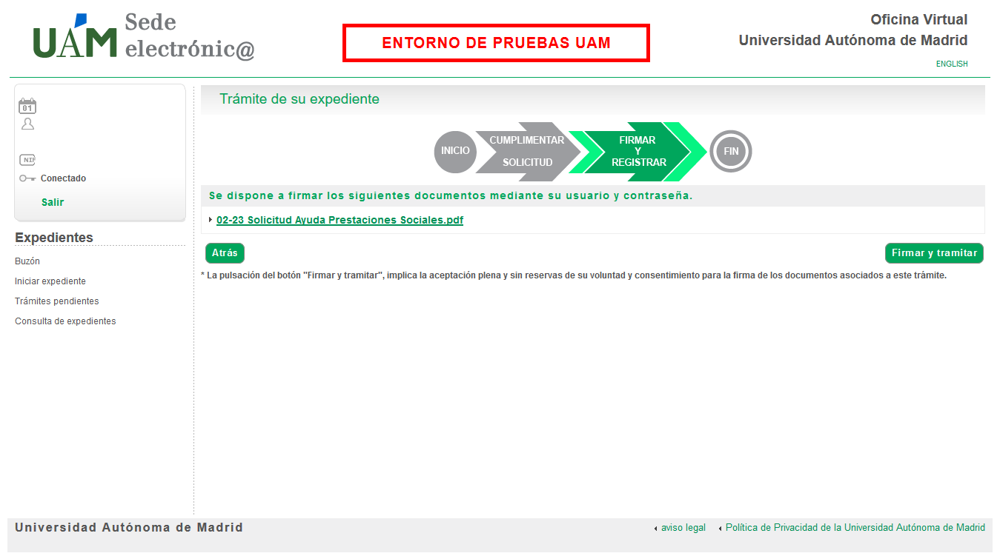 UAM Sede
electrónic@
ENTORNO DE PRUEBAS UAM
Oficina Virtual
Universidad Autónoma de Madrid
ENGLISH
01
NIF
Conectado
Salir
Expedientes
Buzón
Iniciar expediente
Trámites pendientes
Consulta de expedientes
Trámite de su expediente
INICIO
CUMPLIMENTAR
SOLICITUD
FIRMAR
Y
REGISTRAR
FIN
Se dispone a firmar los siguientes documentos mediante su usuario y contraseña.
02-23 Solicitud Ayuda Prestaciones Sociales.pdf
Atrás
Firmar y tramitar
* La pulsación del botón "Firmar y tramitar", implica la aceptación plena y sin reservas de su voluntad y consentimiento para la firma de los documentos asociados a este trámite.
Universidad Autónoma de Madrid
aviso legal
Política de Privacidad de la Universidad Autónoma de Madrid